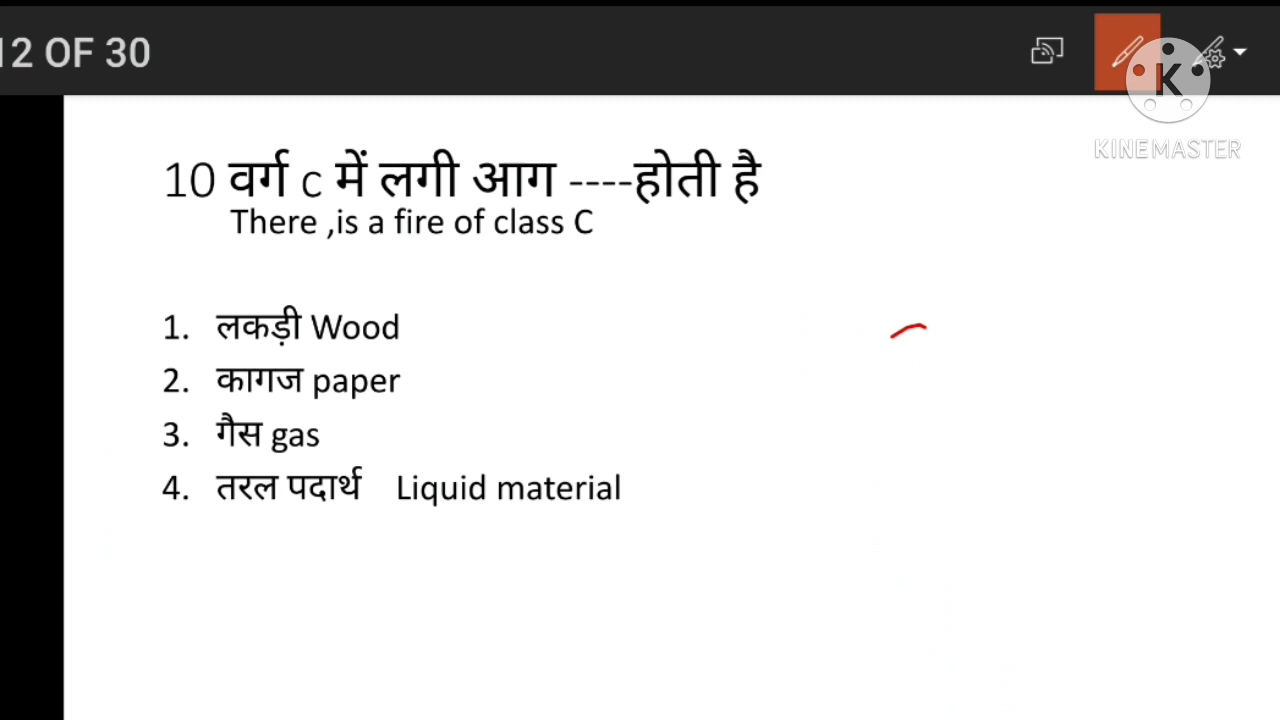 12 OF 30
K
KINEMASTER
10 वर्ग c में लगी आग ----होती है
There ,is a fire of class C
1. लकड़ी Wood
2. कागज paper
3. गैस gas
4. तरल पदार्थ Liquid material